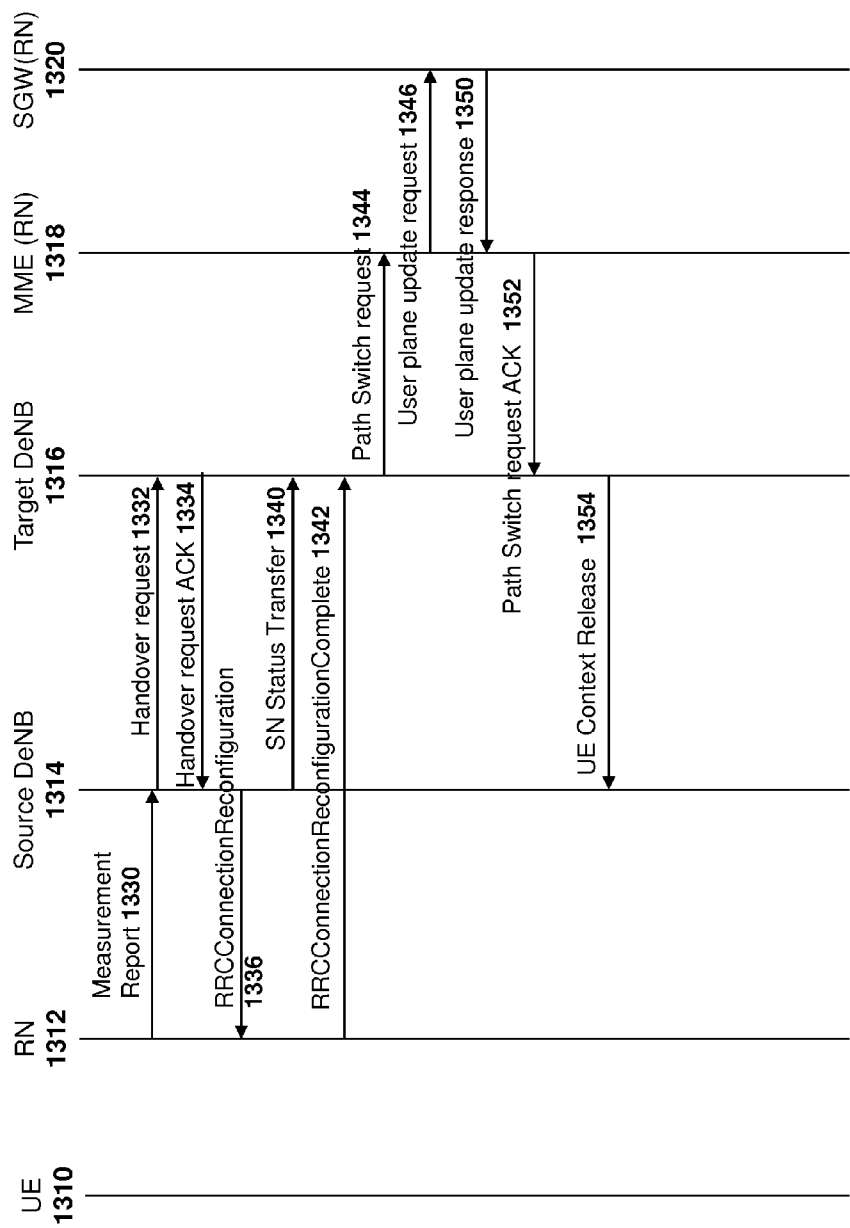 UE
1310
RN
1312
Source DeNB
1314
Target DeNB
1316
MME (RN)
1318
SGW(RN)
1320
Measurement
Report 1330
Handover request 1332
Handover request ACK 1334
RRCConnectionReconfiguration
1336
SN Status Transfer 1340
RRCConnectionReconfigurationComplete 1342
Path Switch request 1344
User plane update request 1346
User plane update response 1350
Path Switch request ACK 1352
UE Context Release 1354